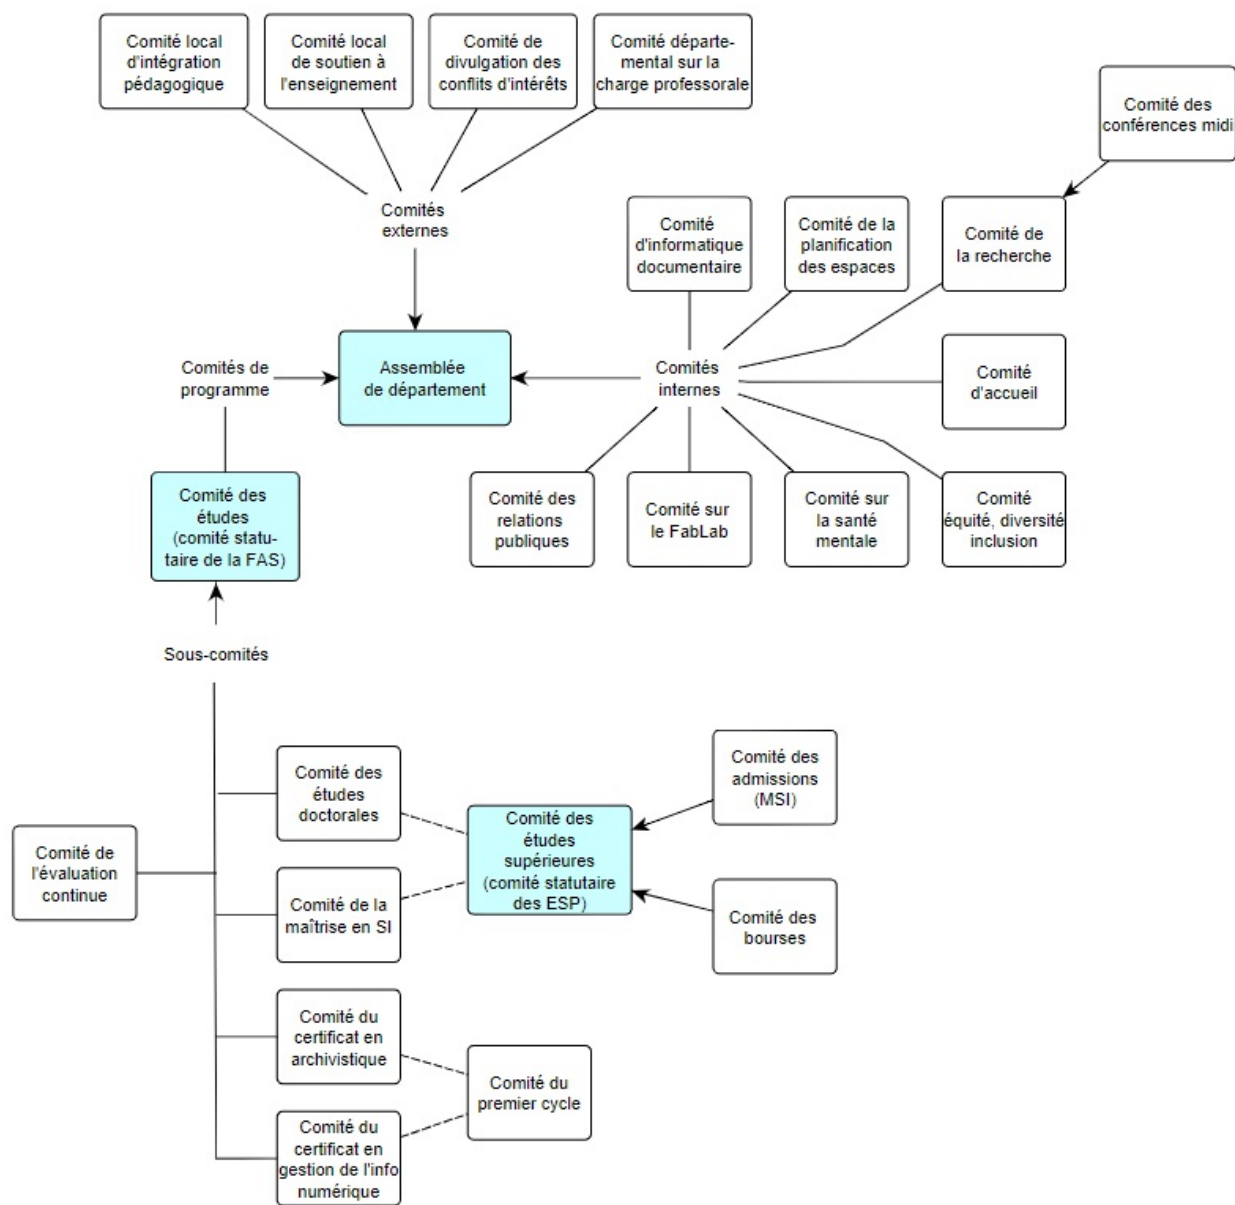 Comité local
d'intégration
pédagogique
Comité local
de soutien à
l'enseignement
Comité de
divulgation des
conflits d'intérêts
Comité départe-
mental sur la
charge professorale
Comité des
conférences midi
Comités
externes
Comité
d'informatique
documentaire
Comité de la
planification
des espaces
Comité de
la recherche
Comités de
programme
Assemblée
de département
Comités
internes
Comité
d'accueil
Comité des
études
(comité statu-
taire de la FAS)
Comité des
relations
publiques
Comité sur
le FabLab
Comité sur
la santé
mentale
Comité
équité, diversité
inclusion
Sous-comités
Comité des
études
doctorales
Comité des
admissions
(MSI)
Comité des
études
supérieures
(comité statutaire
des ESP)
Comité de
l'évaluation
continue
Comité de la
maîtrise en SI
Comité des
bourses
Comité du
certificat en
archivistique
Comité du
premier cycle
Comité du
certificat en
gestion de l'info
numérique